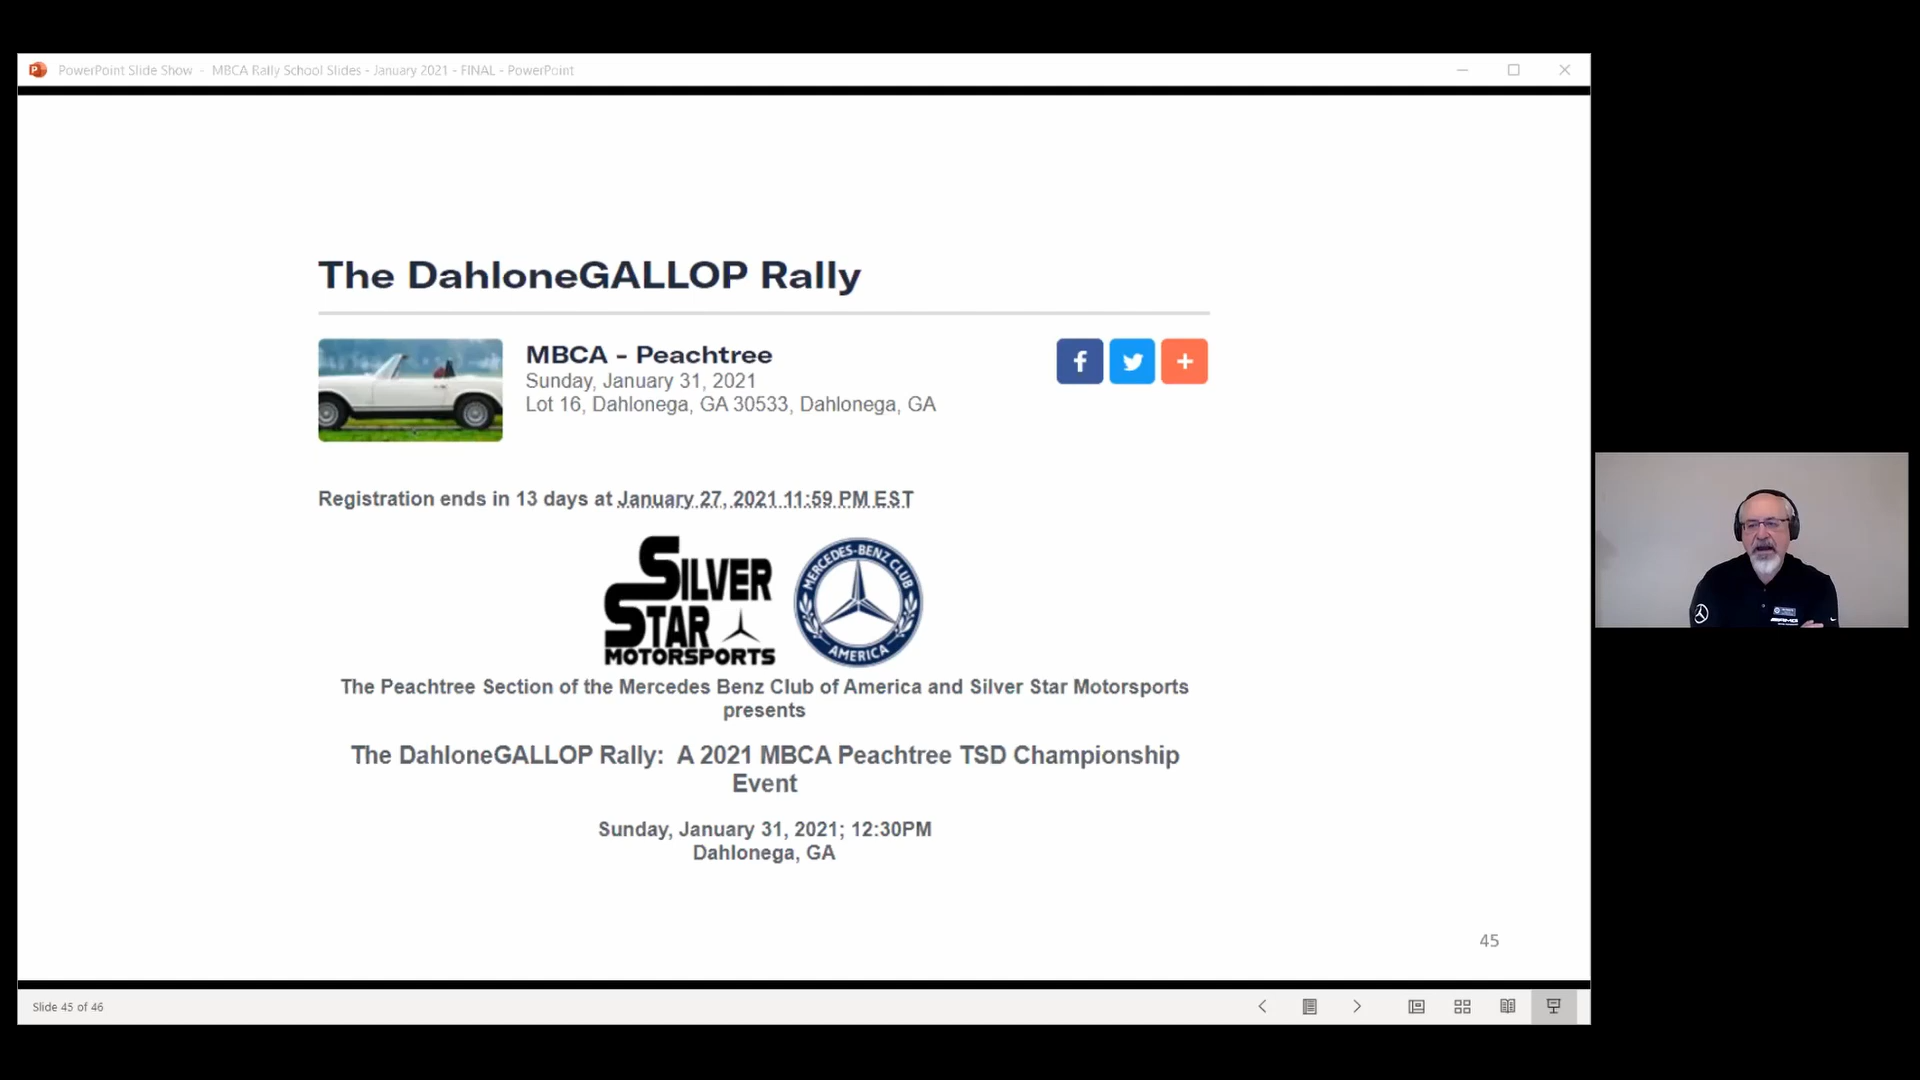 PowerPoint Slide Show - MBCA Rally School Slides - January 2021 - FINAL - PowerPoint
The DahloneGALLOP Rally
MBCA - Peachtree
Sunday, January 31, 2021
Lot 16, Dahlonega, GA 30533, Dahlonega, GA
Registration ends in 13 days at January 27, 2021 11:59 PM EST
SILVER
STAR
MOTORSPORTS
MERCEDES-BENZ CLUB
AMERICA
The Peachtree Section of the Mercedes Benz Club of America and Silver Star Motorsports
presents
The DahloneGALLOP Rally: A 2021 MBCA Peachtree TSD Championship
Event
Sunday, January 31, 2021; 12:30PM
Dahlonega, GA
45
Slide 45 of 46
AMG